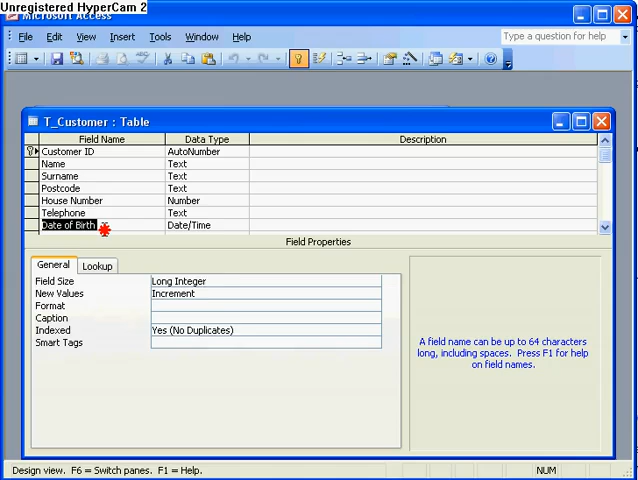 Unregistered HyperCam 2
Microsoft Access
File Edit View Insert Tools Window Help
Type a question for help
T_Customer : Table
Field Name Data Type Description
Customer ID AutoNumber
Name Text
Surname Text
Postcode Text
House Number Number
Telephone Text
Date of Birth Date/Time
Field Properties
General Lookup
Field Size Long Integer
New Values Increment
Format
Caption
Indexed Yes (No Duplicates)
Smart Tags
A field name can be up to 64 characters
long, including spaces. Press F1 for help
on field names.
Design view. F6 = Switch panes. F1 = Help. NUM